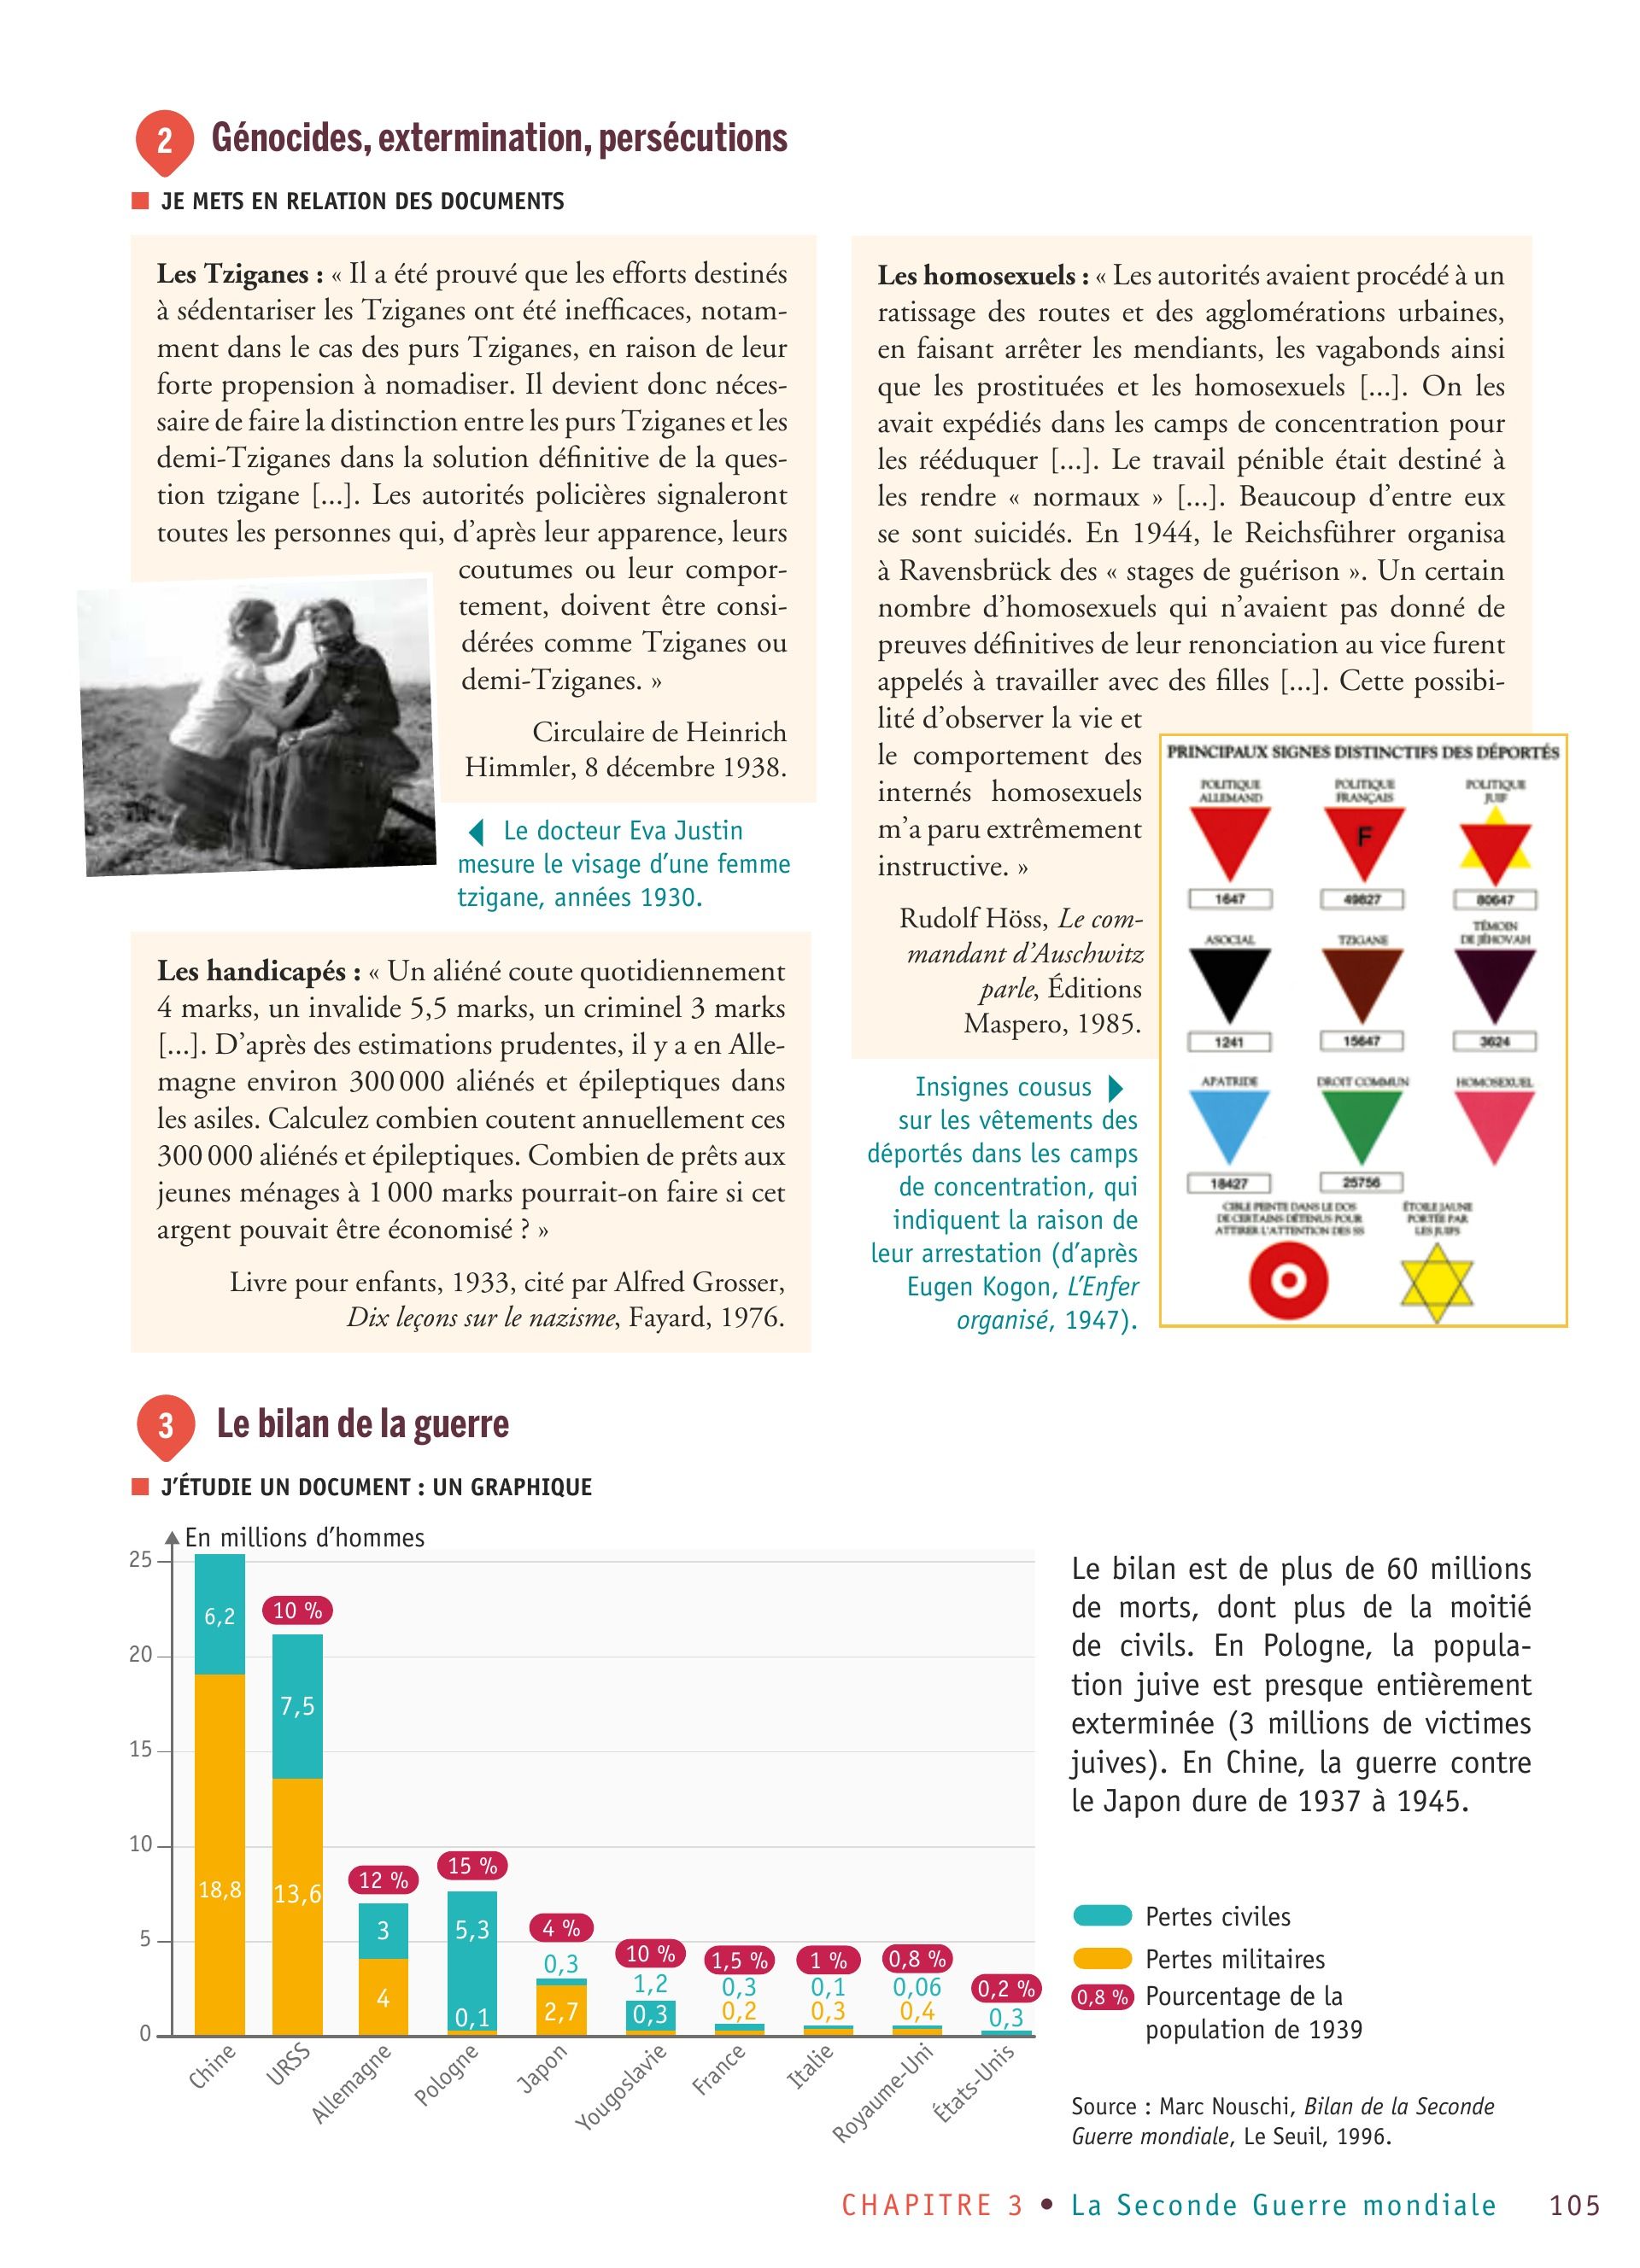 2 Génocides, extermination, persécutions
JE METS EN RELATION DES DOCUMENTS
Les Tziganes : « Il a été prouvé que les efforts destinés
à sédentariser les Tziganes ont été inefficaces, notam-
ment dans le cas des purs Tziganes, en raison de leur
forte propension à nomadiser. Il devient donc néces-
saire de faire la distinction entre les purs Tziganes et les
demi-Tziganes dans la solution définitive de la ques-
tion tzigane [...]. Les autorités policières signaleront
toutes les personnes qui, d'après leur apparence, leurs
coutumes ou leur compor-
tement, doivent être consi-
dérées comme Tziganes ou
demi-Tziganes. »
Circulaire de Heinrich
Himmler, 8 décembre 1938.
Le docteur Eva Justin
mesure le visage d'une femme
tzigane, années 1930.
Les handicapés : « Un aliéné coute quotidiennement
4 marks, un invalide 5,5 marks, un criminel 3 marks
[...]. D'après des estimations prudentes, il y a en Alle-
magne environ 300 000 aliénés et épileptiques dans
les asiles. Calculez combien coutent annuellement ces
300 000 aliénés et épileptiques. Combien de prêts aux
jeunes ménages à 1 000 marks pourrait-on faire si cet
argent pouvait être économisé ? »
Livre pour enfants, 1933, cité par Alfred Grosser,
Dix leçons sur le nazisme, Fayard, 1976.
Les homosexuels : « Les autorités avaient procédé à un
ratissage des routes et des agglomérations urbaines,
en faisant arrêter les mendiants, les vagabonds ainsi
que les prostituées et les homosexuels [...]. On les
avait expédiés dans les camps de concentration pour
les rééduquer [...]. Le travail pénible était destiné à
les rendre « normaux » [...]. Beaucoup d'entre eux
se sont suicidés. En 1944, le Reichsführer organisa
à Ravensbrück des « stages de guérison ». Un certain
nombre d'homosexuels qui n'avaient pas donné de
preuves définitives de leur renonciation au vice furent
appelés à travailler avec des filles [...]. Cette possibi-
lité d'observer la vie et
le comportement des
internés homosexuels
m'a paru extrêmement
instructive. »
Rudolf Höss, Le com-
mandant d'Auschwitz
parle, Éditions
Maspero, 1985.
Insignes cousus
sur les vêtements des
déportés dans les camps
de concentration, qui
indiquent la raison de
leur arrestation (d'après
Eugen Kogon, L'Enfer
organisé, 1947).
PRINCIPAUX SIGNES DISTINCTIFS DES DÉPORTÉS
POLITIQUE POLITIQUE POLITIQUE
ALLEMAND FRANÇAIS JUIF
F
1647 49827 80647
TÉMOIN
ASOCIAL TZIGANE DE JÉHOVAH
1241 15647 3624
APATRIDE DROIT COMMUN HOMOSEXUEL
18427 25756
CIBLE PEINTE DANS LE DOS ÉTOILE JAUNE
DE CERTAINS DÉTENUS POUR PORTÉE PAR
ATTIRER L'ATTENTION DES SS LES JUIFS
3 Le bilan de la guerre
J'ÉTUDIE UN DOCUMENT : UN GRAPHIQUE
En millions d'hommes
25
20
15
10
5
0
6,2
18,8
10 %
7,5
13,6
12 %
3
4
15 %
5,3
0,1
4 %
0,3
2,7
10 %
1,2
0,3
1,5 %
0,3
0,2
1 %
0,1
0,3
0,8 %
0,06
0,4
0,2 %
0,3
Chine
URSS
Allemagne
Pologne
Japon
Yougoslavie
France
Italie
Royaume-Uni
États-Unis
Le bilan est de plus de 60 millions
de morts, dont plus de la moitié
de civils. En Pologne, la popula-
tion juive est presque entièrement
exterminée (3 millions de victimes
juives). En Chine, la guerre contre
le Japon dure de 1937 à 1945.
Pertes civiles
Pertes militaires
0,8 % Pourcentage de la
population de 1939
Source : Marc Nouschi, Bilan de la Seconde
Guerre mondiale, Le Seuil, 1996.
CHAPITRE 3 • La Seconde Guerre mondiale 105